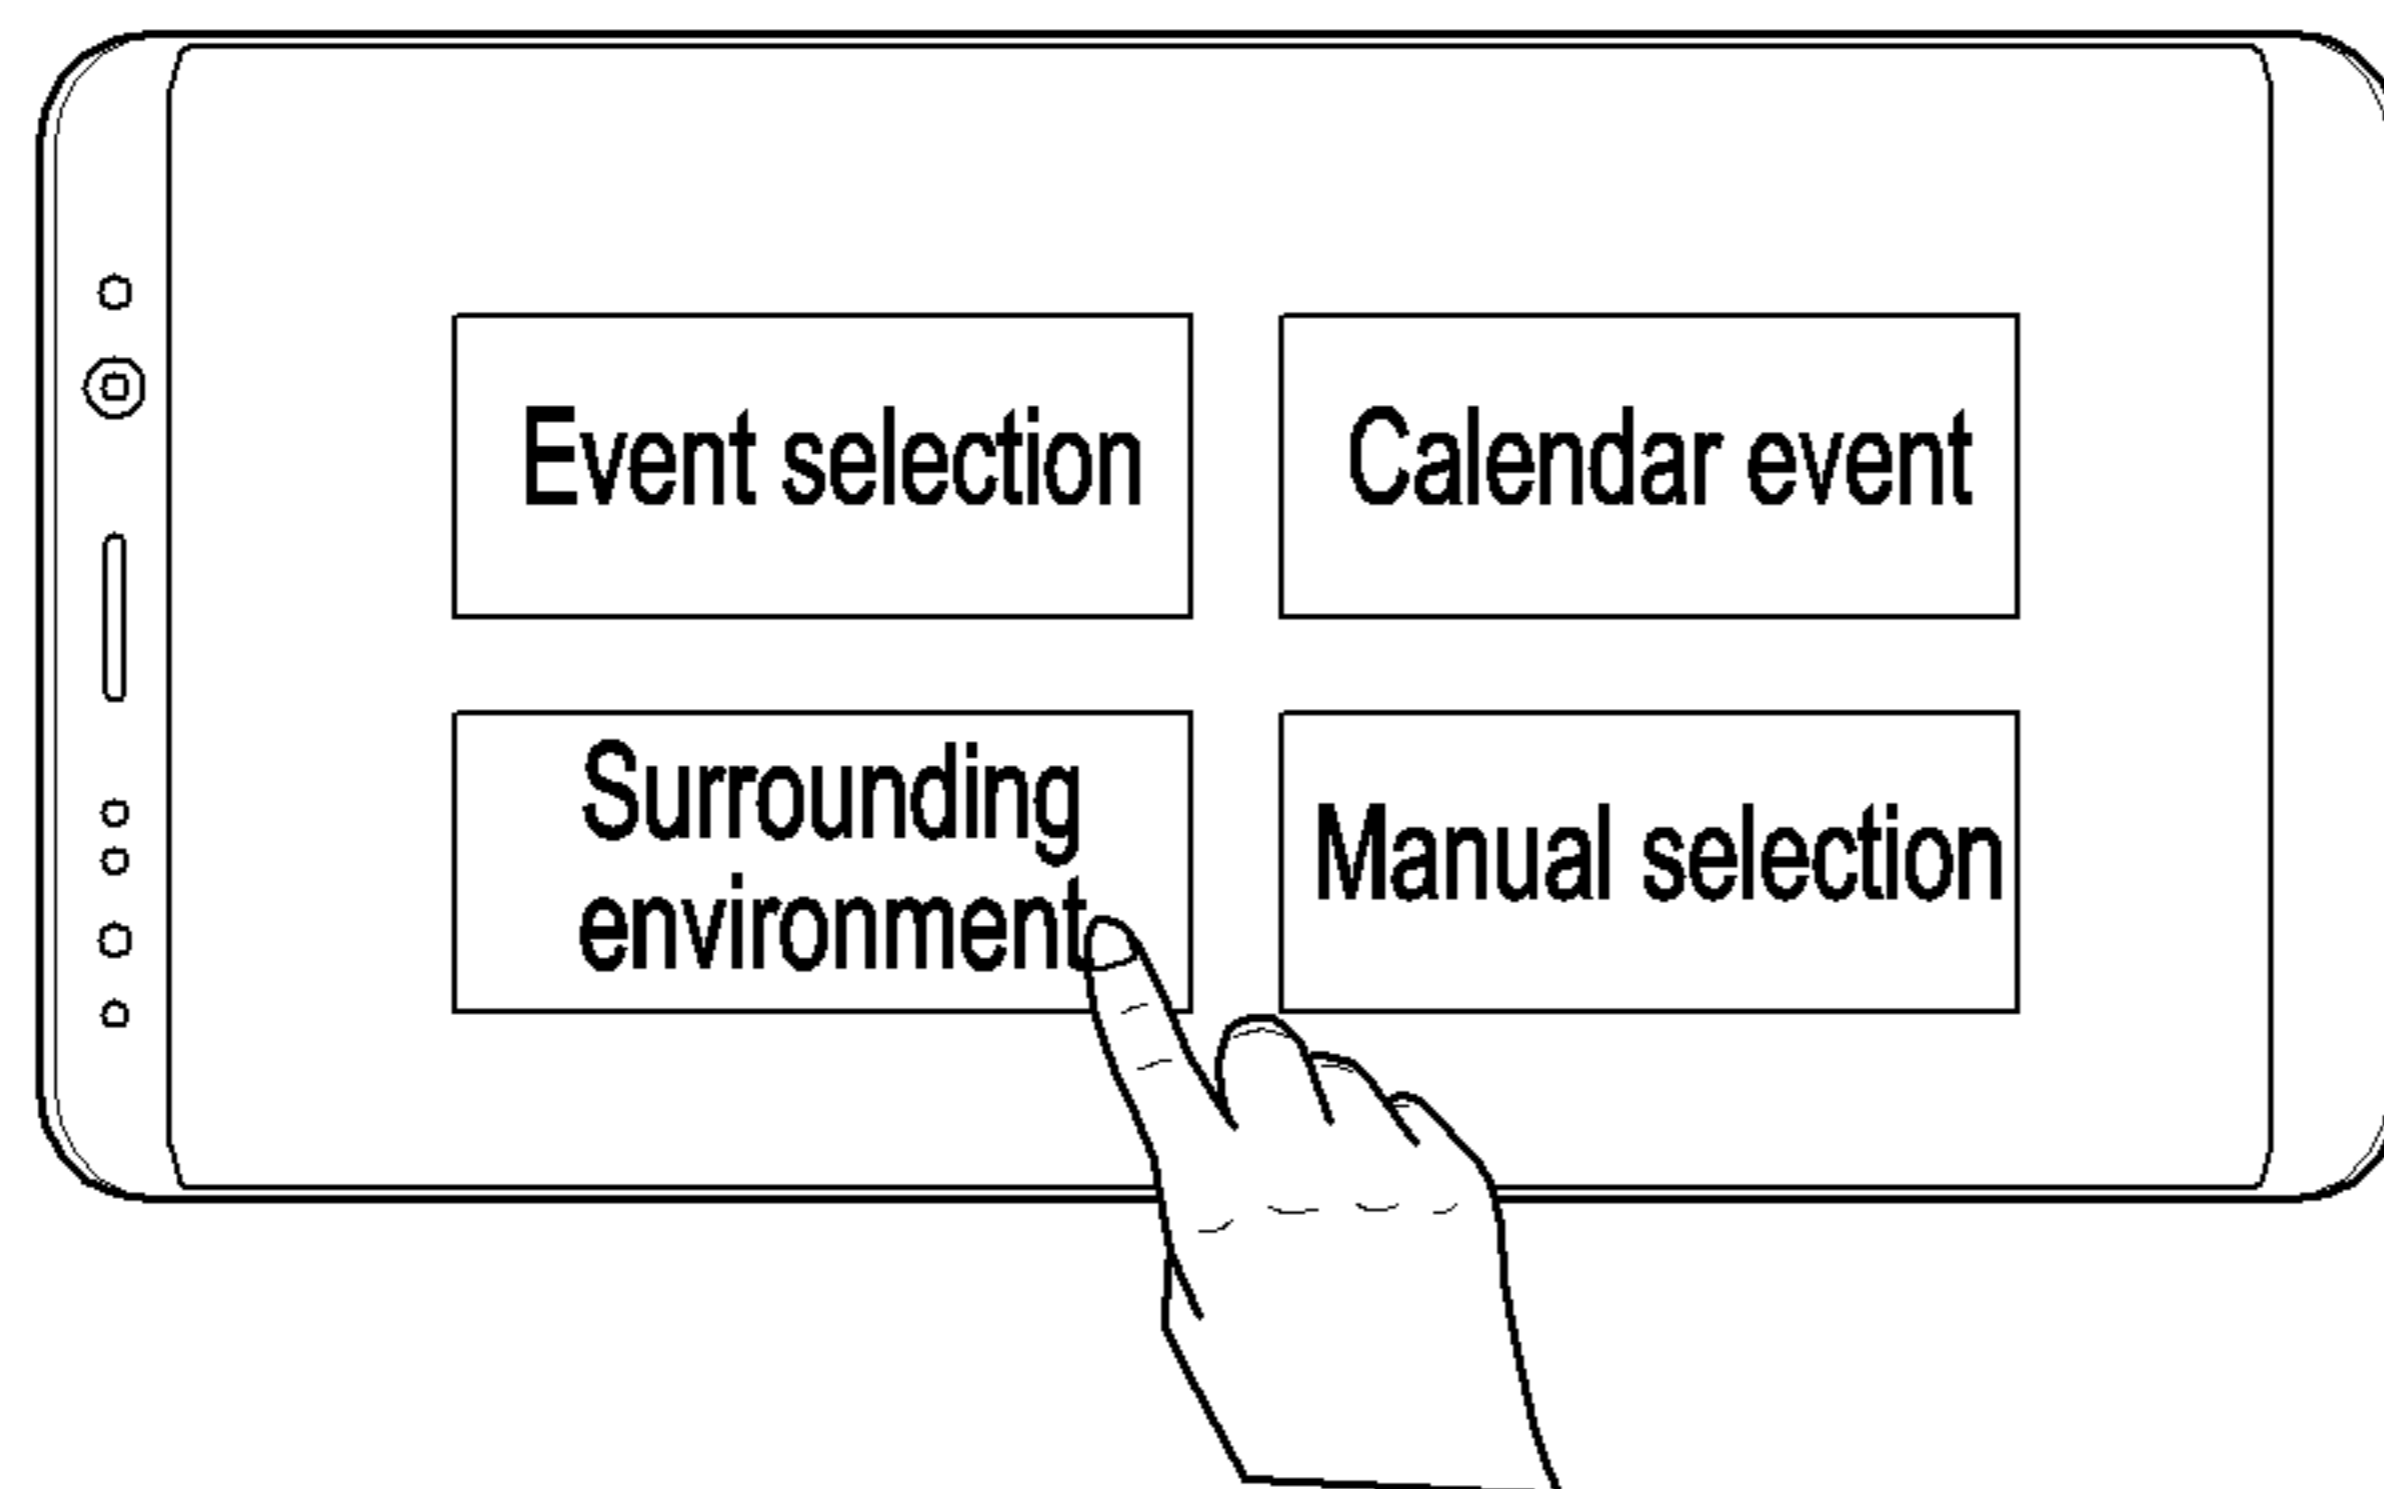 Event selection
Calendar event
Surrounding
environment
Manual selection